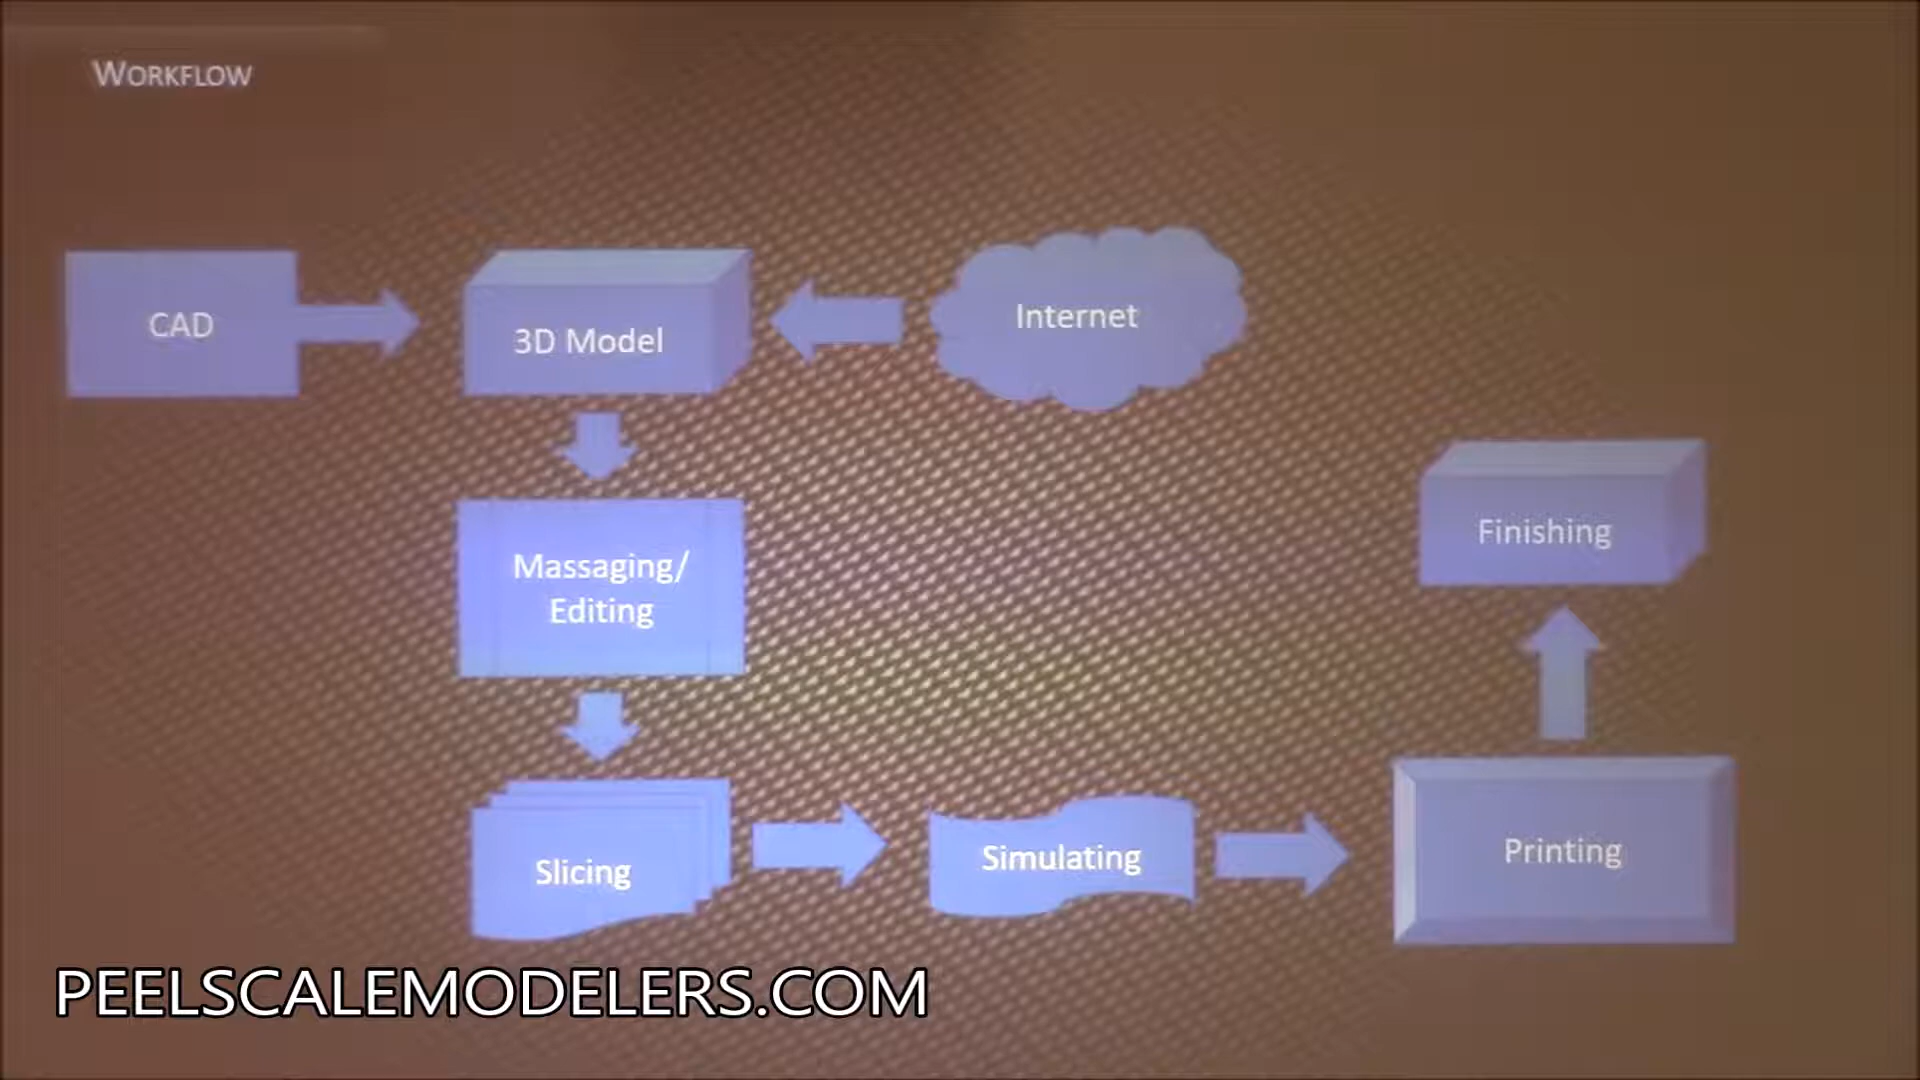 WORKFLOW
CAD
3D Model
Internet
Massaging/
Editing
Finishing
Slicing
Simulating
Printing
PEELSCALEMODELERS.COM